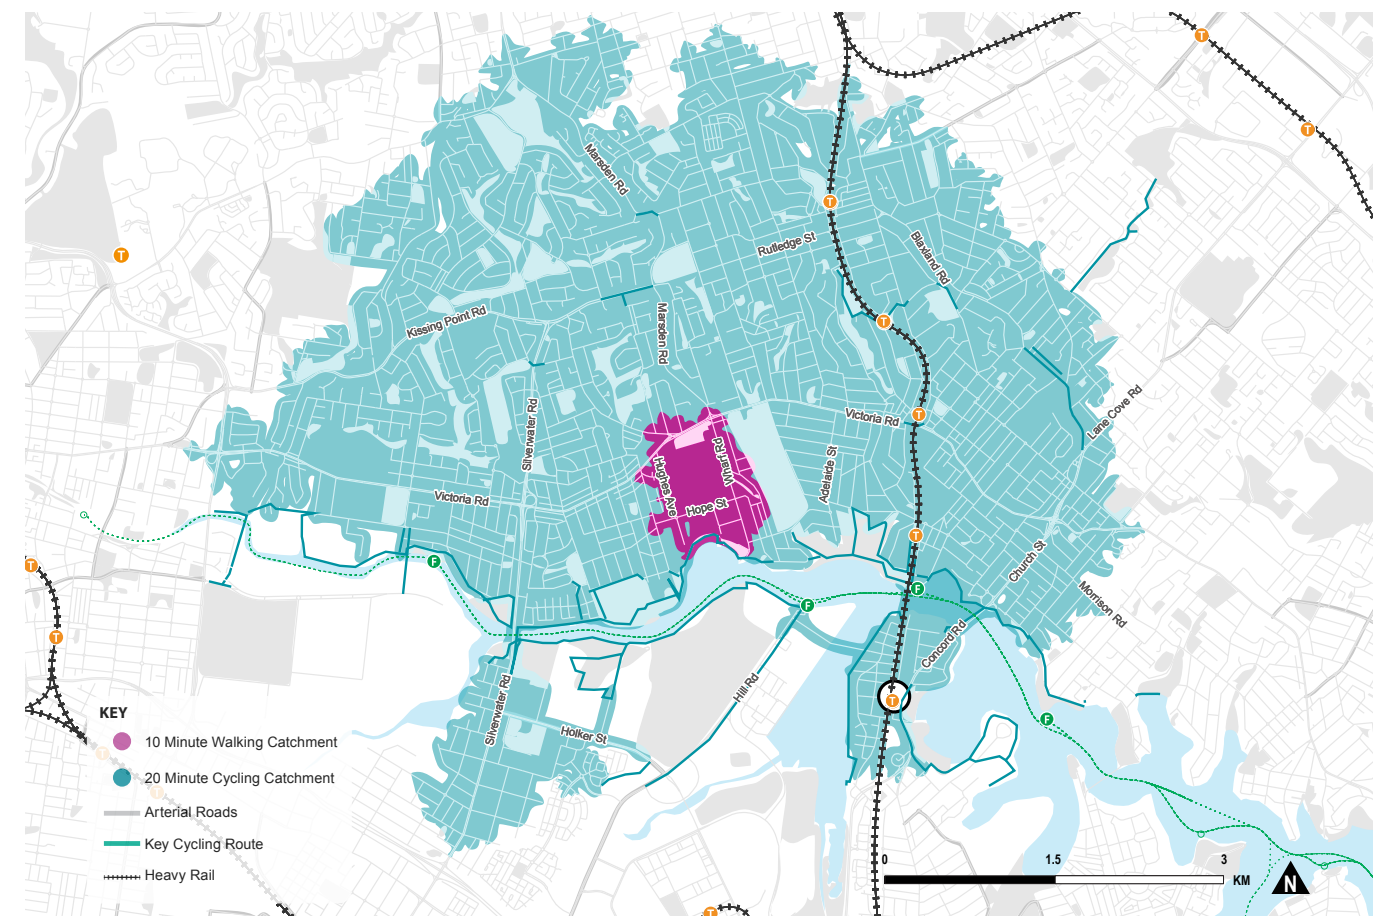 T
T
Marsden Rd
T
Rutledge St
Blaxland Rd
T
Kissing Point Rd
Marsden Rd
T
Lane Cove Rd
Victoria Rd
T
Silverwater Rd
Wharf Rd
Hughes Ave
Adelaide St
Victoria Rd
Hope St
T
Church St
T
F
F
F
Morrison Rd
T
Concord Rd
Hill Rd
Silverwater Rd
T
F
Holker St
KEY
10 Minute Walking Catchment
T
20 Minute Cycling Catchment
T
Arterial Roads
Key Cycling Route
Heavy Rail
0
1.5
3
KM
N
T